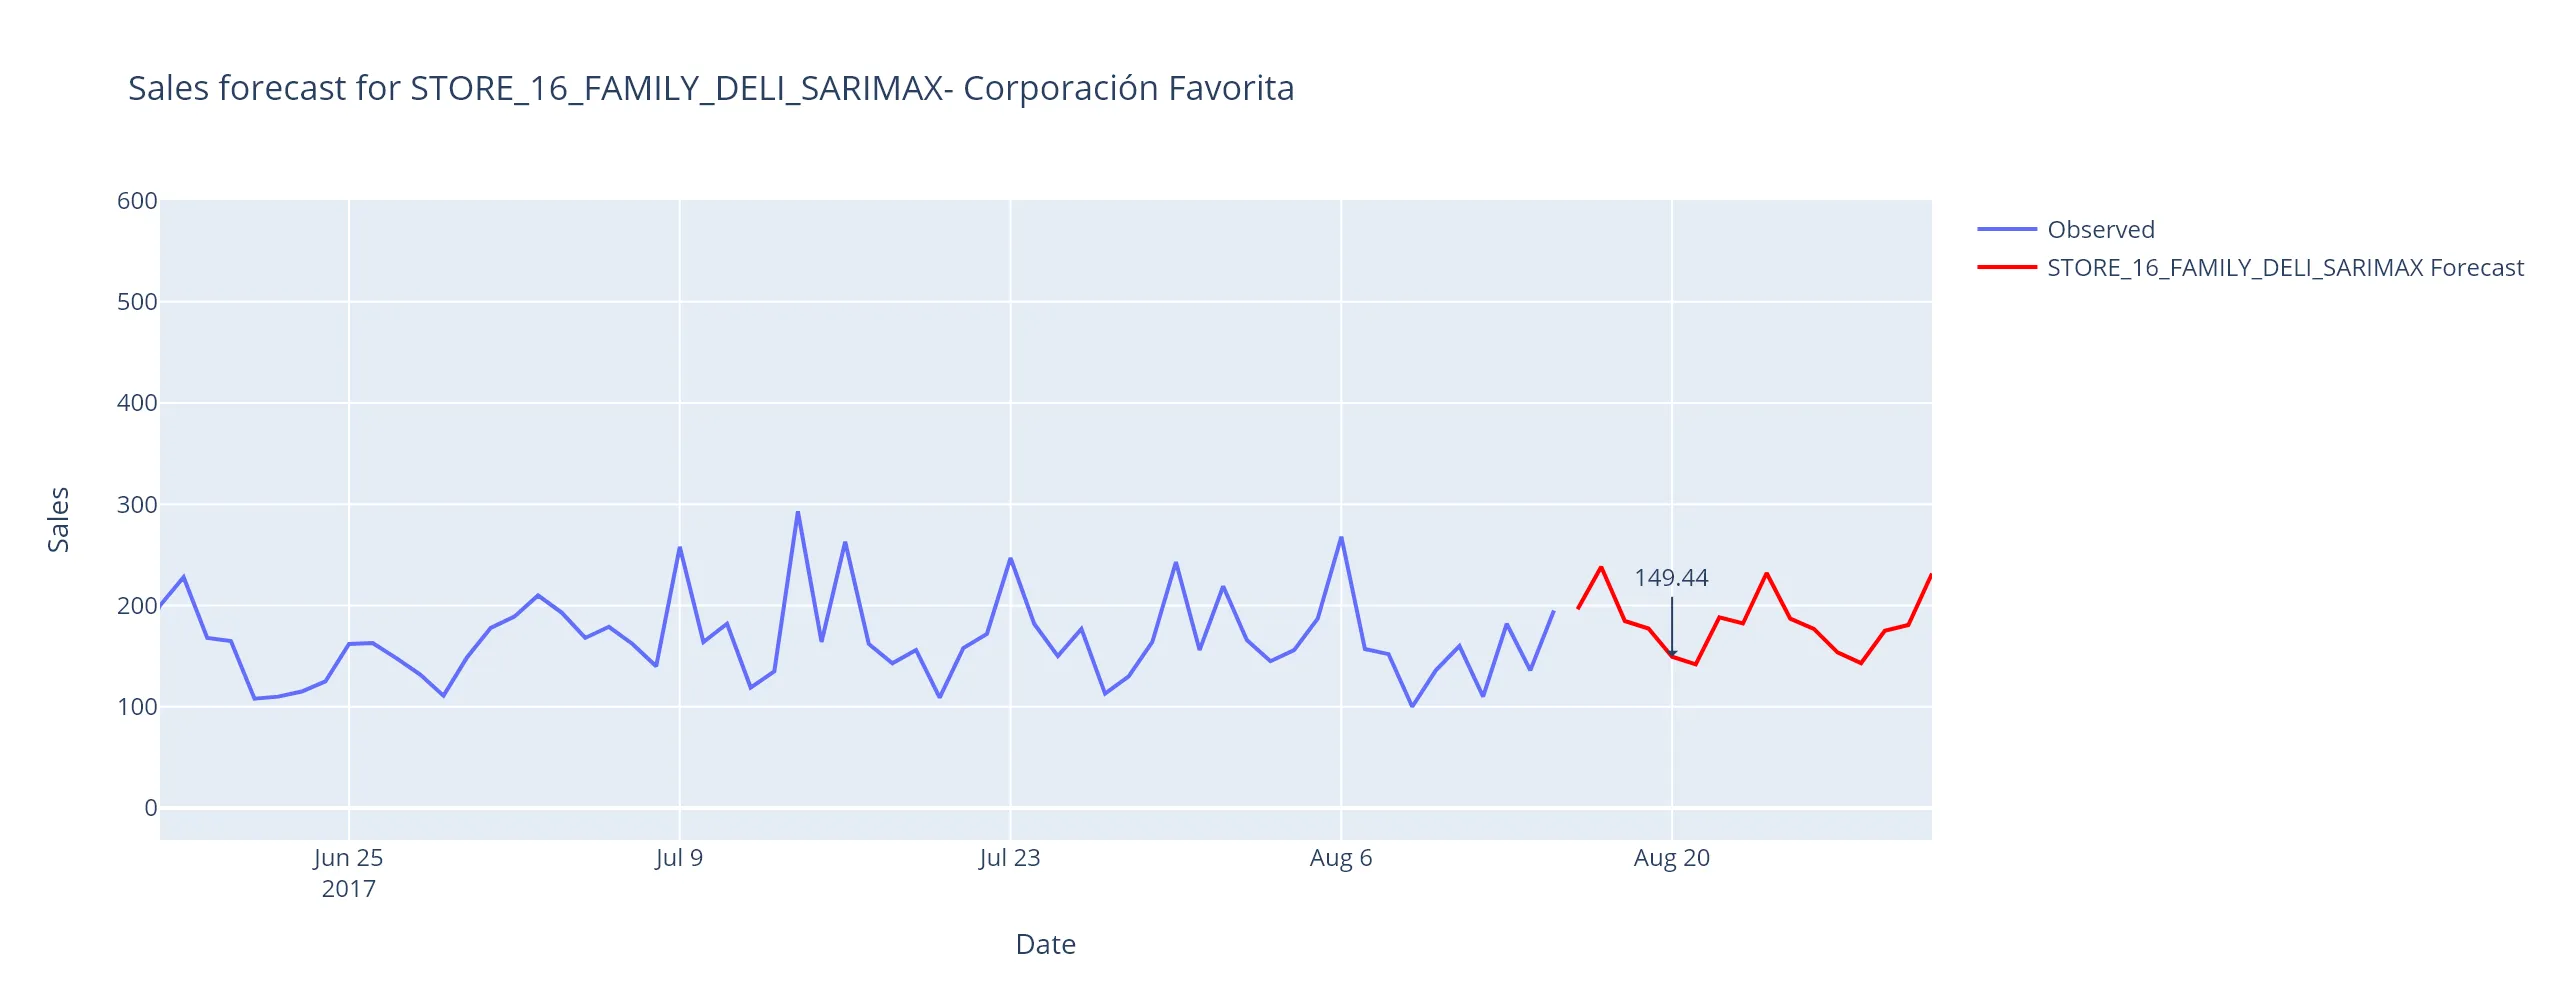 Sales forecast for STORE_16_FAMILY_DELI_SARIMAX- Corporación Favorita
600
500
400
300
200
100
0
Sales
149.44
Observed
STORE_16_FAMILY_DELI_SARIMAX Forecast
Jun 25
2017
Jul 9
Jul 23
Aug 6
Aug 20
Date